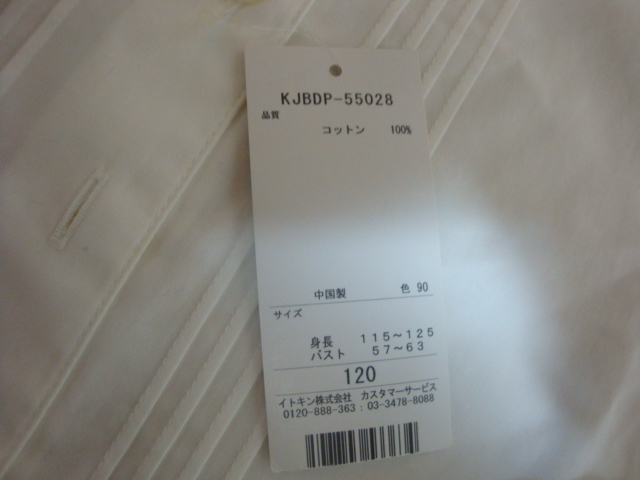 KJBDP-55028
品質
コットン 100%
中国製 色 90
サイズ
身長 115～125
バスト 57～63
120
イトキン株式会社 カスタマーサービス
0120-888-363 : 03-3478-8088